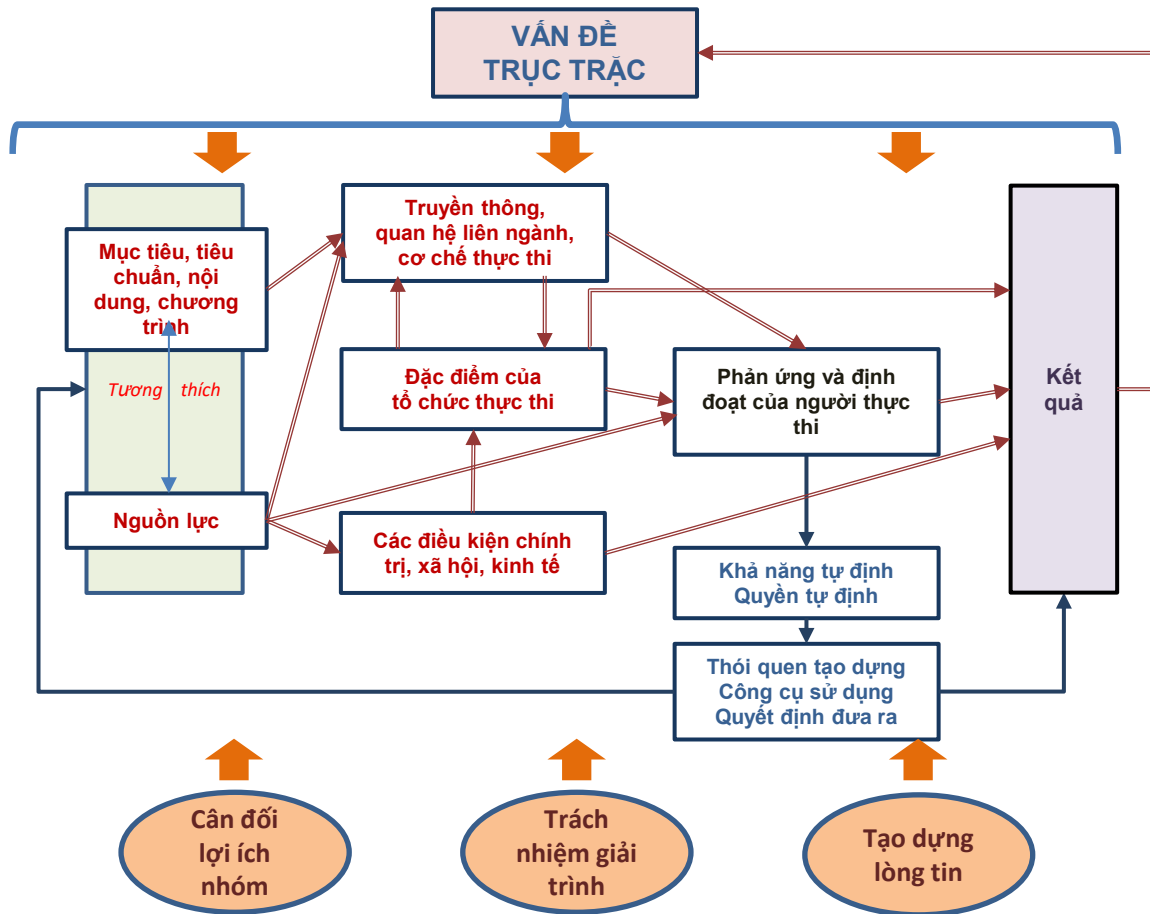 VẤN ĐỀ
TRỤC TRẶC
Mục tiêu, tiêu
chuẩn, nội
dung, chương
trình
Tương thích
Nguồn lực
Truyền thông,
quan hệ liên ngành,
cơ chế thực thi
Đặc điểm của
tổ chức thực thi
Các điều kiện chính
trị, xã hội, kinh tế
Phản ứng và định
đoạt của người thực
thi
Khả năng tự định
Quyền tự định
Thói quen tạo dựng
Công cụ sử dụng
Quyết định đưa ra
Kết
quả
Cân đối
lợi ích
nhóm
Trách
nhiệm giải
trình
Tạo dựng
lòng tin